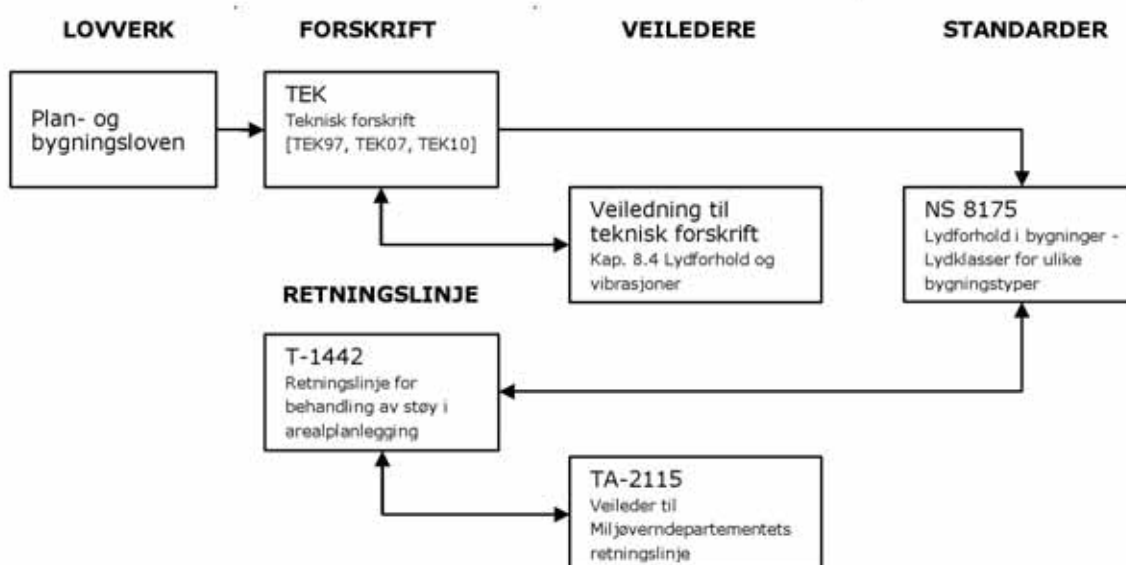 LOVVERK
FORSKRIFT
VEILEDERE
STANDARDER
Plan- og
bygningsloven
TEK
Teknisk forskrift
[TEK97, TEK07, TEK10]
Veiledning til
teknisk forskrift
Kap. 8.4 Lydforhold og
vibrasjoner
NS 8175
Lydforhold i bygninger -
Lydklasser for ulike
bygningstyper
RETNINGSLINJE
T-1442
Retningslinje for
behandling av støy i
arealplanlegging
TA-2115
Veileder til
Miljøverndepartementets
retningslinje